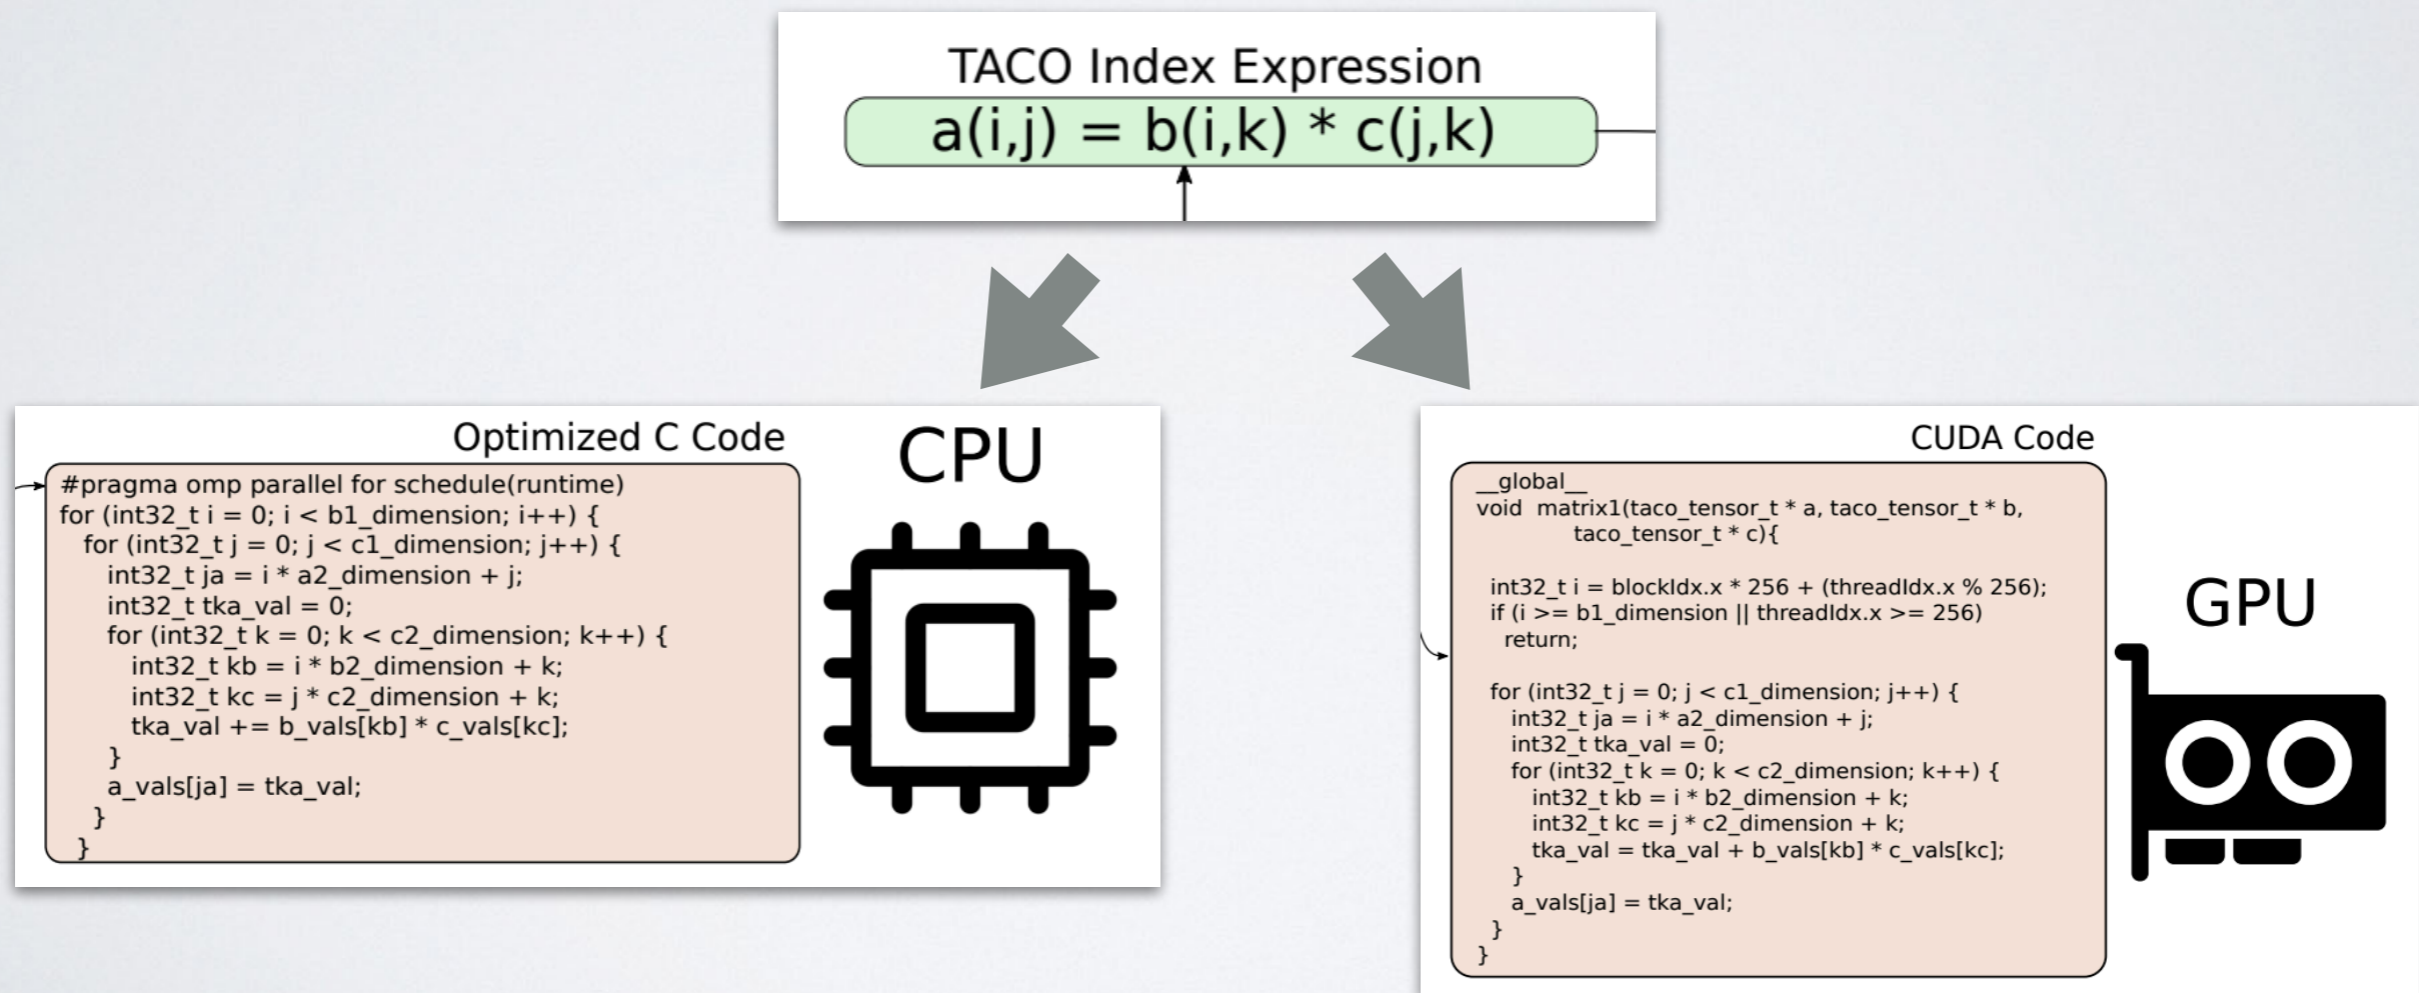 TACO Index Expression
a(i,j) = b(i,k) * c(j,k)
Optimized C Code
CPU
#pragma omp parallel for schedule(runtime)
for (int32_t i = 0; i < b1_dimension; i++) {
for (int32_t j = 0; j < c1_dimension; j++) {
int32_t ja = i * a2_dimension + j;
int32_t tka_val = 0;
for (int32_t k = 0; k < c2_dimension; k++) {
int32_t kb = i * b2_dimension + k;
int32_t kc = j * c2_dimension + k;
tka_val += b_vals[kb] * c_vals[kc];
}
a_vals[ja] = tka_val;
}
}
CUDA Code
__global__
void matrix1(taco_tensor_t * a, taco_tensor_t * b,
taco_tensor_t * c){
int32_t i = blockIdx.x * 256 + (threadIdx.x % 256);
if (i >= b1_dimension || threadIdx.x >= 256)
return;
for (int32_t j = 0; j < c1_dimension; j++) {
int32_t ja = i * a2_dimension + j;
int32_t tka_val = 0;
for (int32_t k = 0; k < c2_dimension; k++) {
int32_t kb = i * b2_dimension + k;
int32_t kc = j * c2_dimension + k;
tka_val = tka_val + b_vals[kb] * c_vals[kc];
}
a_vals[ja] = tka_val;
}
}
GPU